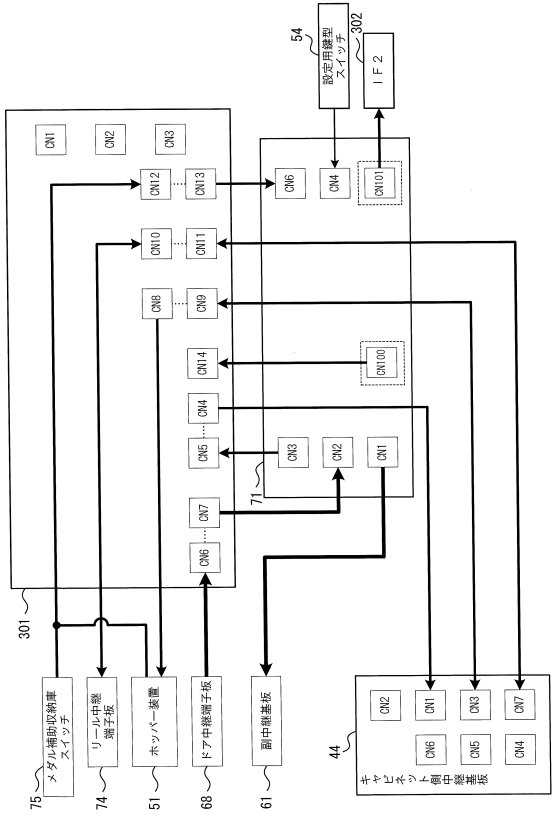 54
設定用鍵型
スイッチ
302
IF2
CN1
CN2
CN3
CN12
CN13
CN10
CN11
CN8
CN9
CN14
CN4
CN5
CN7
CN6
301
CN6
CN4
CN101
CN100
CN3
CN2
CN1
71
75
メダル補助収納庫
スイッチ
74
リール中継
端子板
51
ホッパー装置
68
ドア中継端子板
61
副中継基板
44
キャビネット側中継基板
CN2
CN1
CN3
CN7
CN6
CN5
CN4